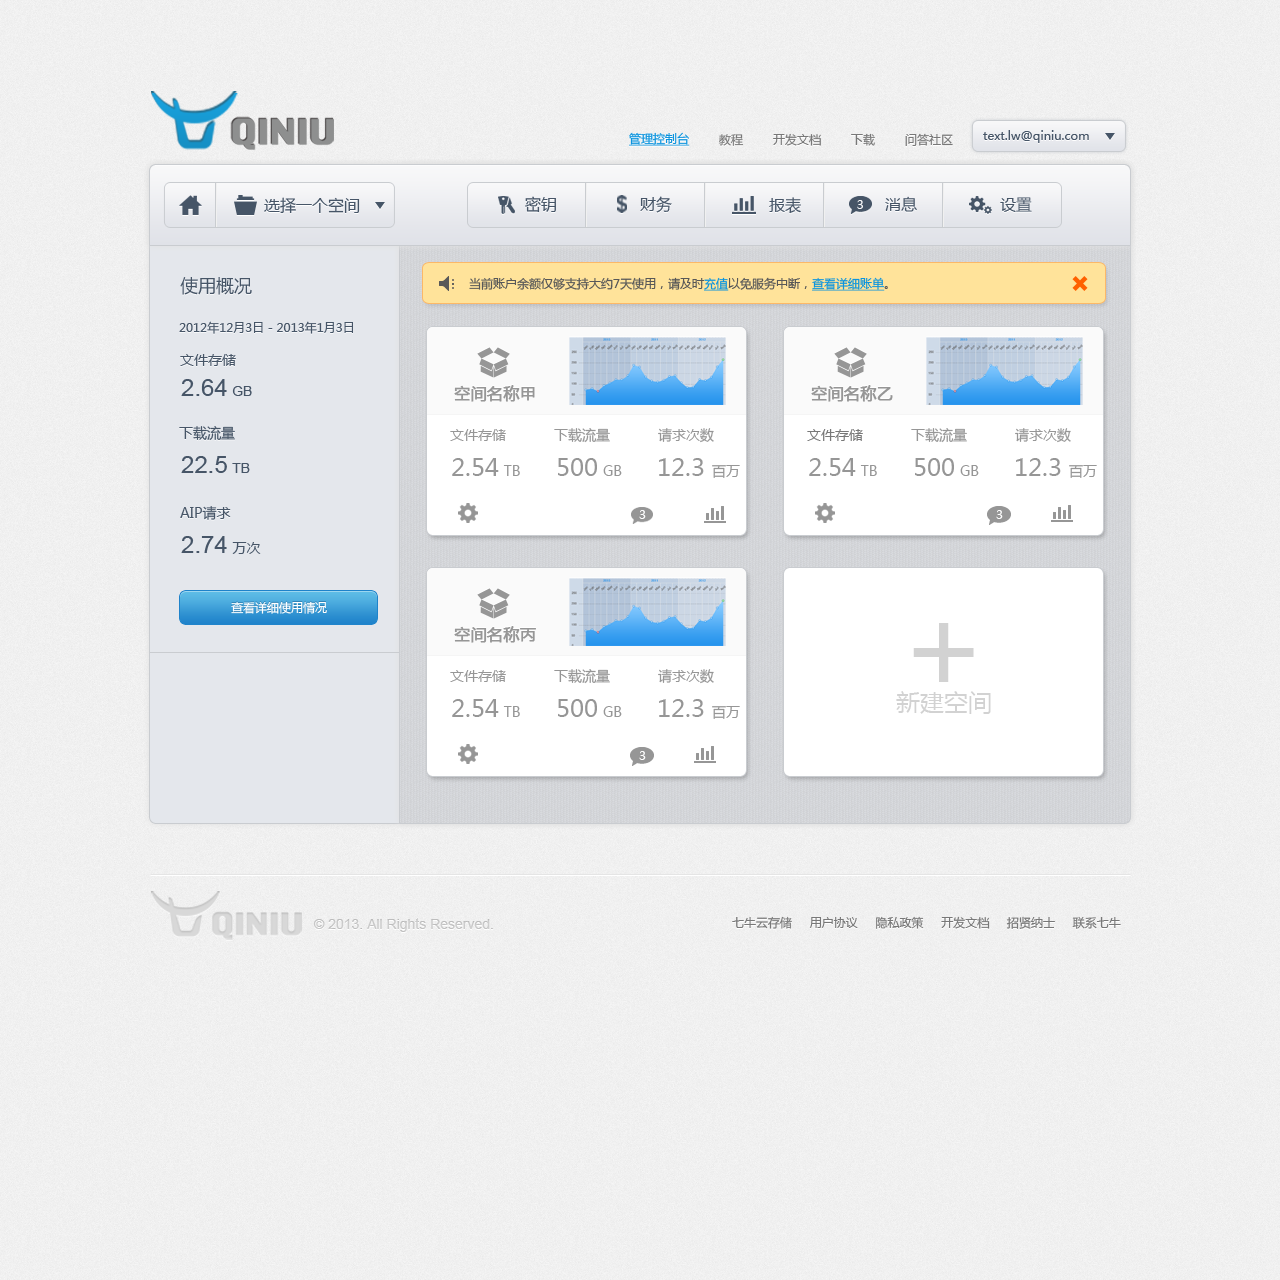 QINIU
管理控制台 教程 开发文档 下载 问答社区 text.lw@qiniu.com
选择一个空间 密钥 财务 报表 3 消息 设置
使用概况
2012年12月3日 - 2013年1月3日
文件存储
2.64 GB
下载流量
22.5 TB
AIP请求
2.74 万次
查看详细使用情况
当前账户余额仅够支持大约7天使用，请及时充值以免服务中断，查看详细账单。
空间名称甲
文件存储 下载流量 请求次数
2.54 TB 500 GB 12.3 百万
3
空间名称乙
文件存储 下载流量 请求次数
2.54 TB 500 GB 12.3 百万
3
空间名称丙
文件存储 下载流量 请求次数
2.54 TB 500 GB 12.3 百万
3
新建空间
QINIU © 2013. All Rights Reserved.
七牛云存储 用户协议 隐私政策 开发文档 招贤纳士 联系七牛